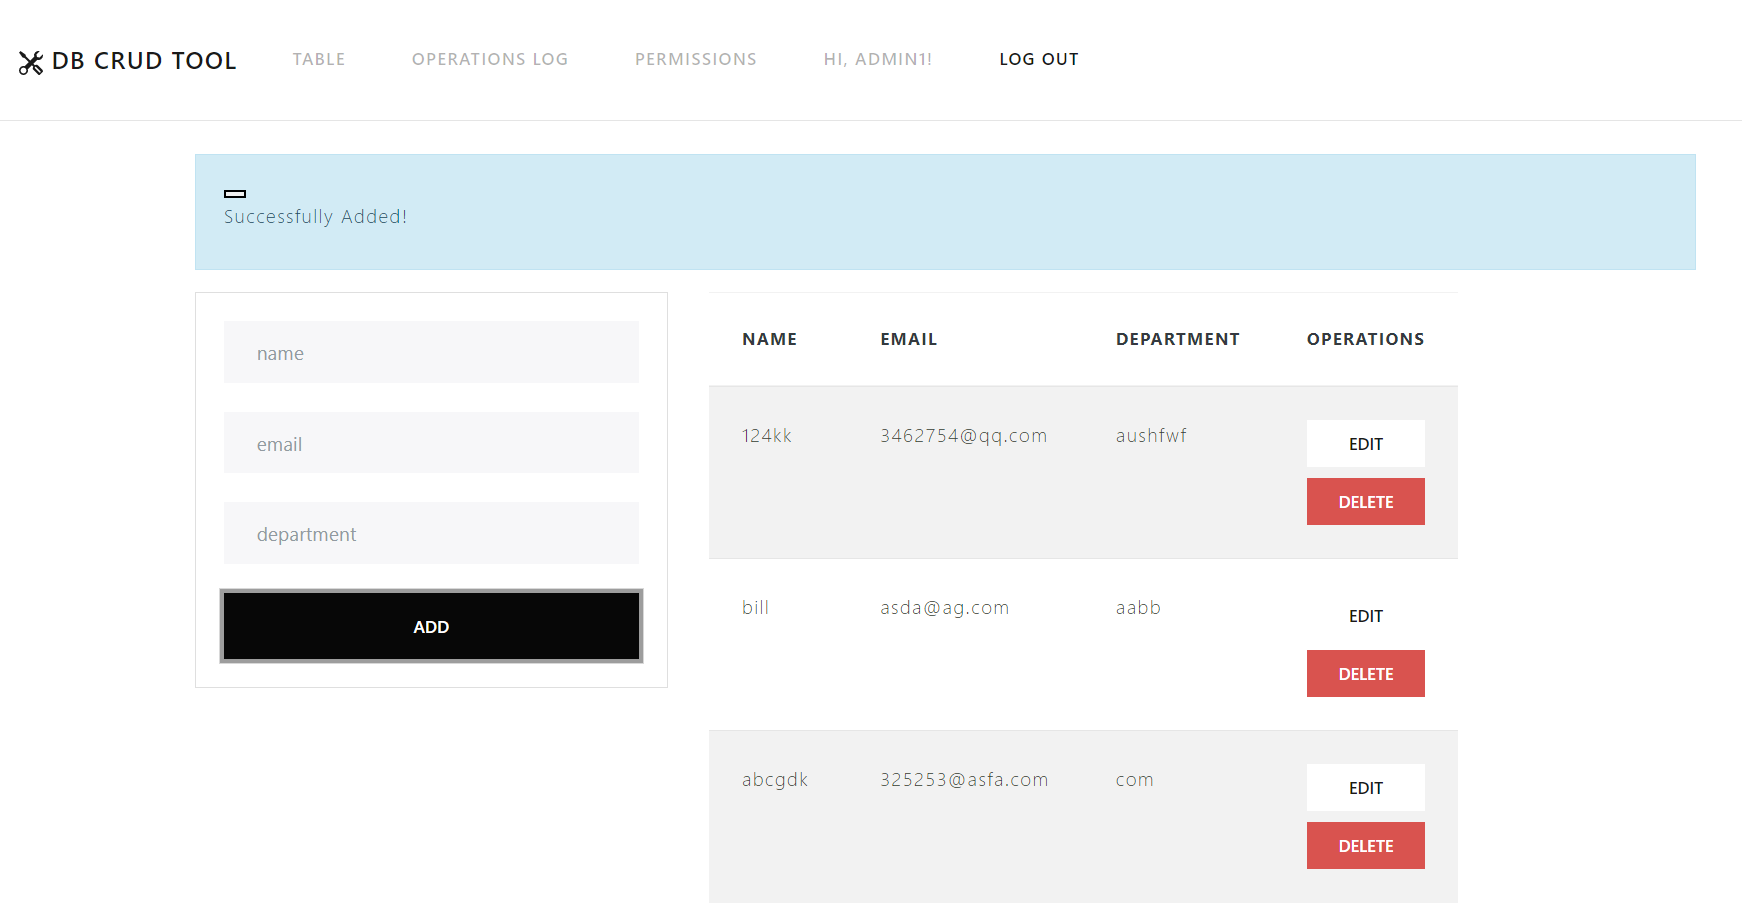 DB CRUD TOOL TABLE OPERATIONS LOG PERMISSIONS HI, ADMIN1! LOG OUT
Successfully Added!
name
email
department
ADD
NAME EMAIL DEPARTMENT OPERATIONS
124kk 3462754@qq.com aushfwf EDIT
DELETE
bill asda@ag.com aabb EDIT
DELETE
abcgdk 325253@asfa.com com EDIT
DELETE